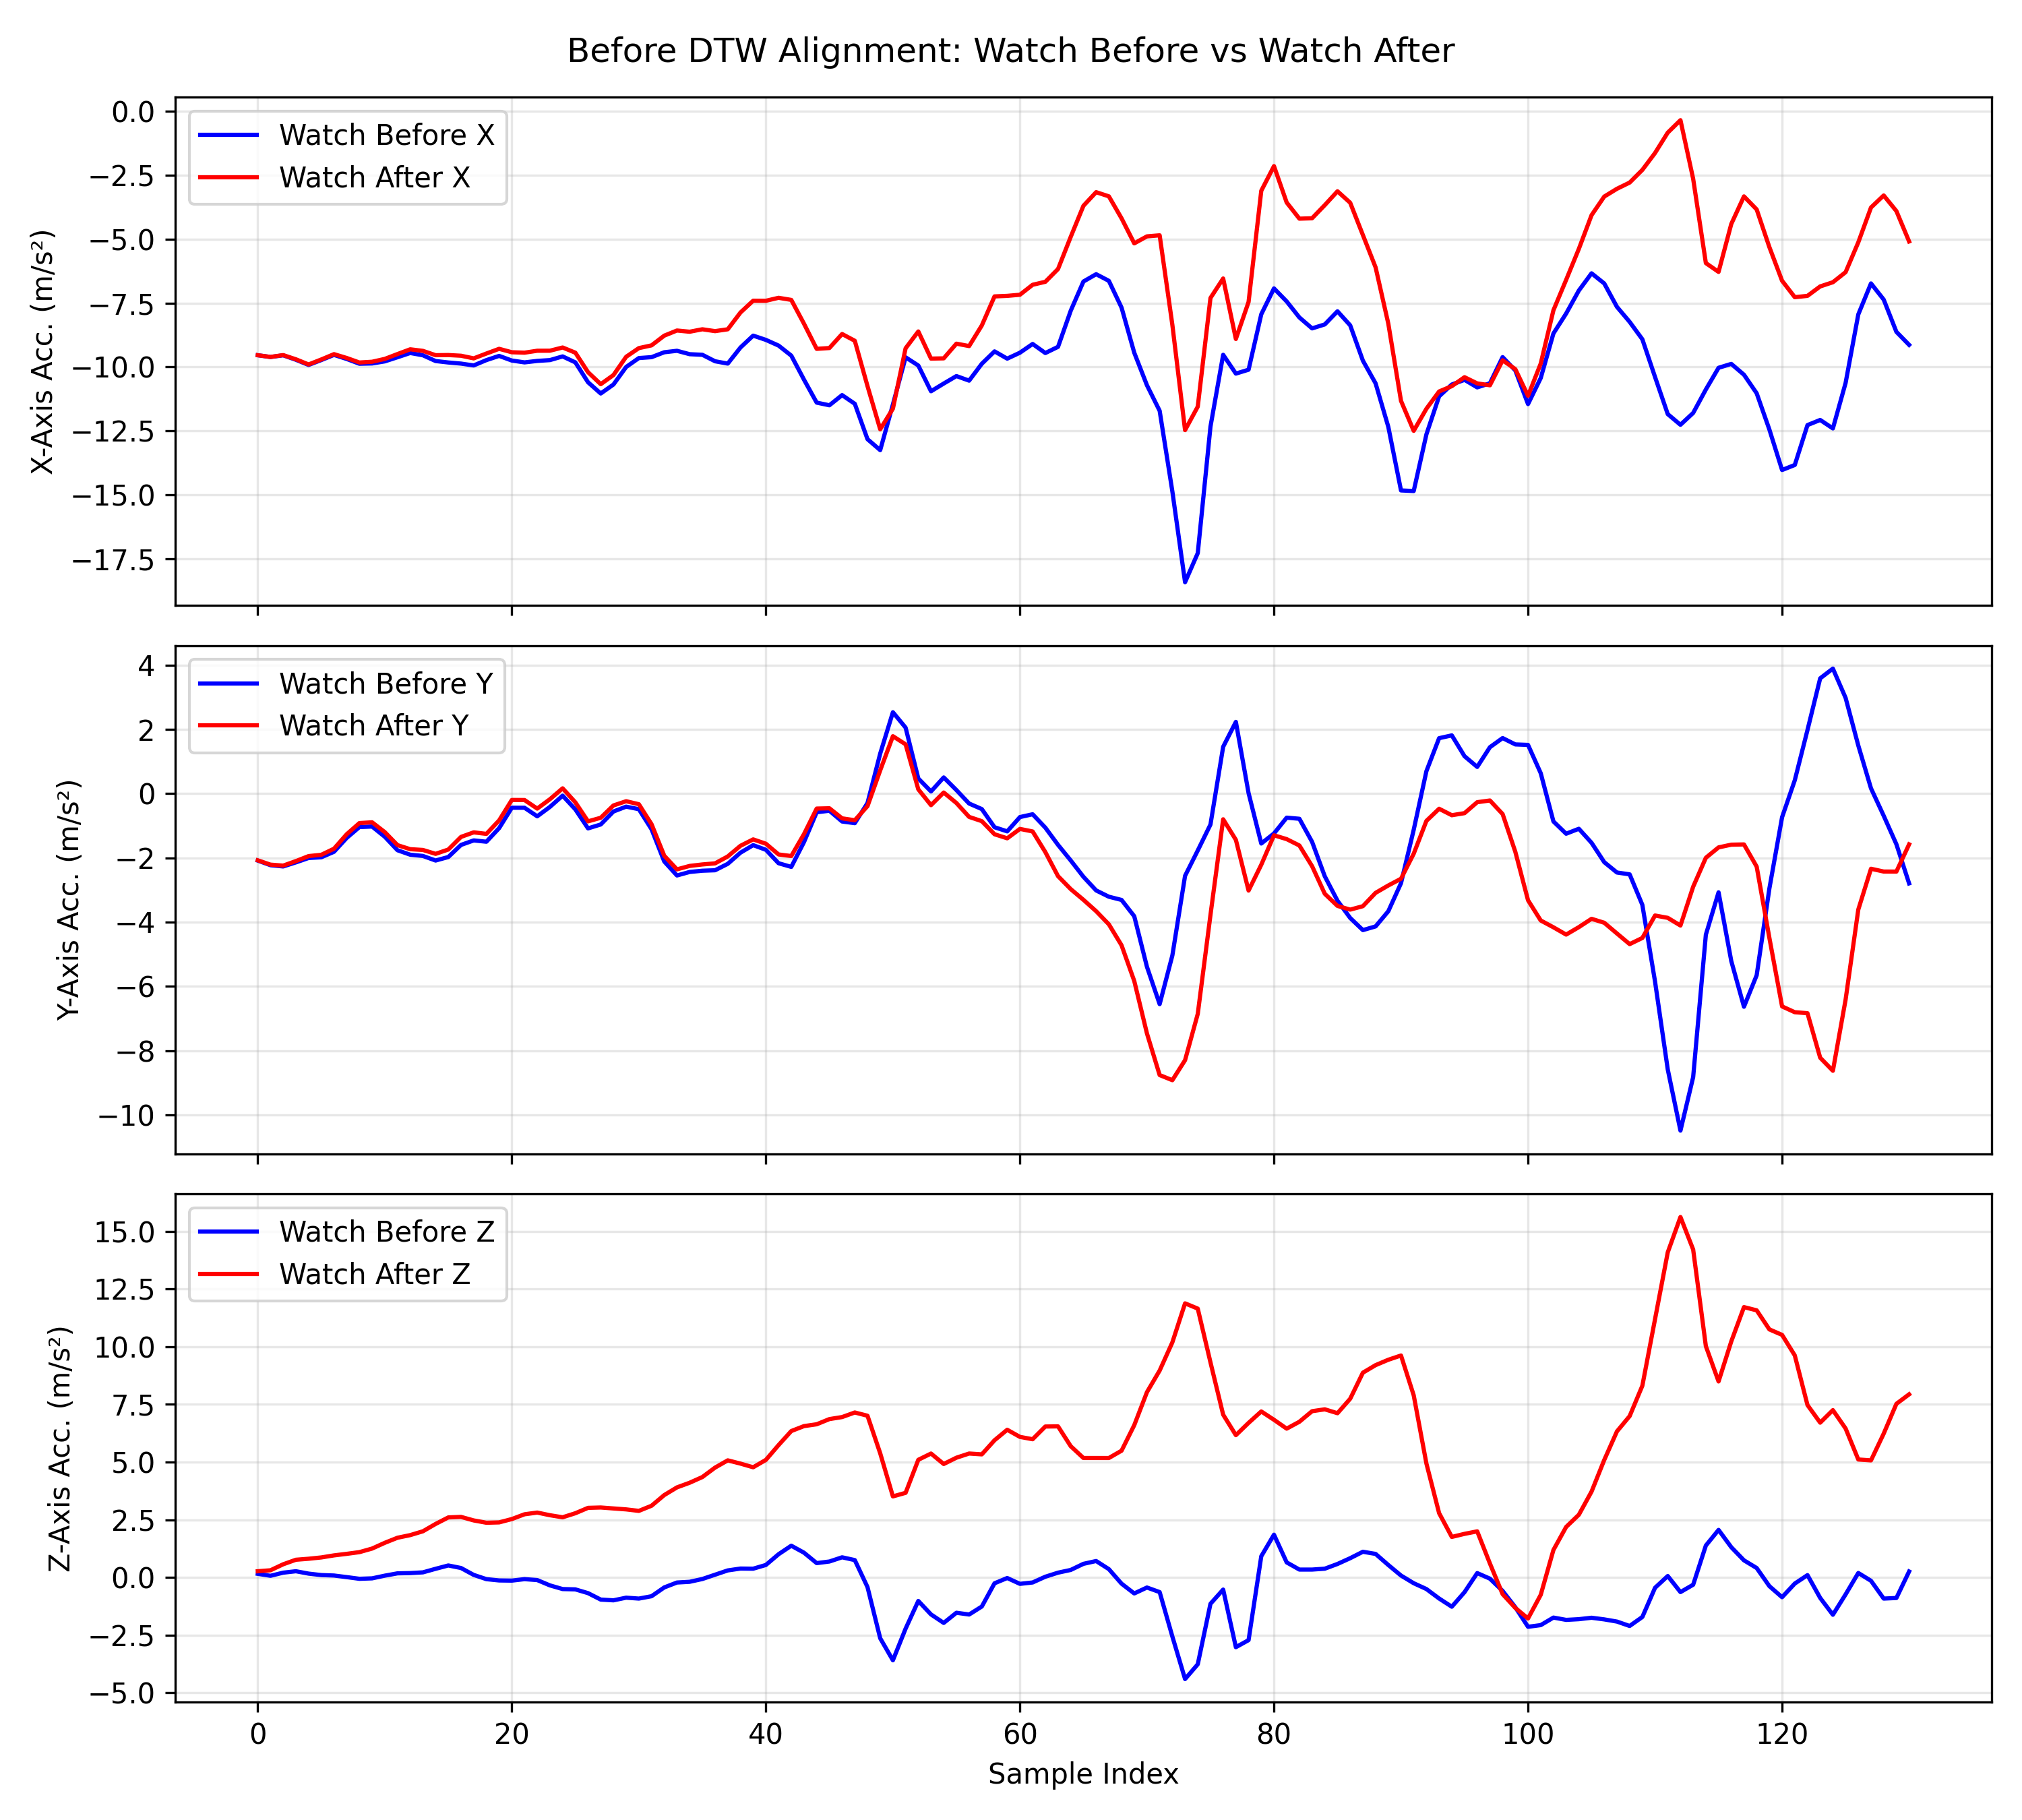 Before DTW Alignment: Watch Before vs Watch After
0.0
−2.5
−5.0
−7.5
−10.0
−12.5
−15.0
−17.5
X-Axis Acc. (m/s²)
Watch Before X
Watch After X
4
2
0
−2
−4
−6
−8
−10
Y-Axis Acc. (m/s²)
Watch Before Y
Watch After Y
15.0
12.5
10.0
7.5
5.0
2.5
0.0
−2.5
−5.0
Z-Axis Acc. (m/s²)
Watch Before Z
Watch After Z
0 20 40 60 80 100 120
Sample Index